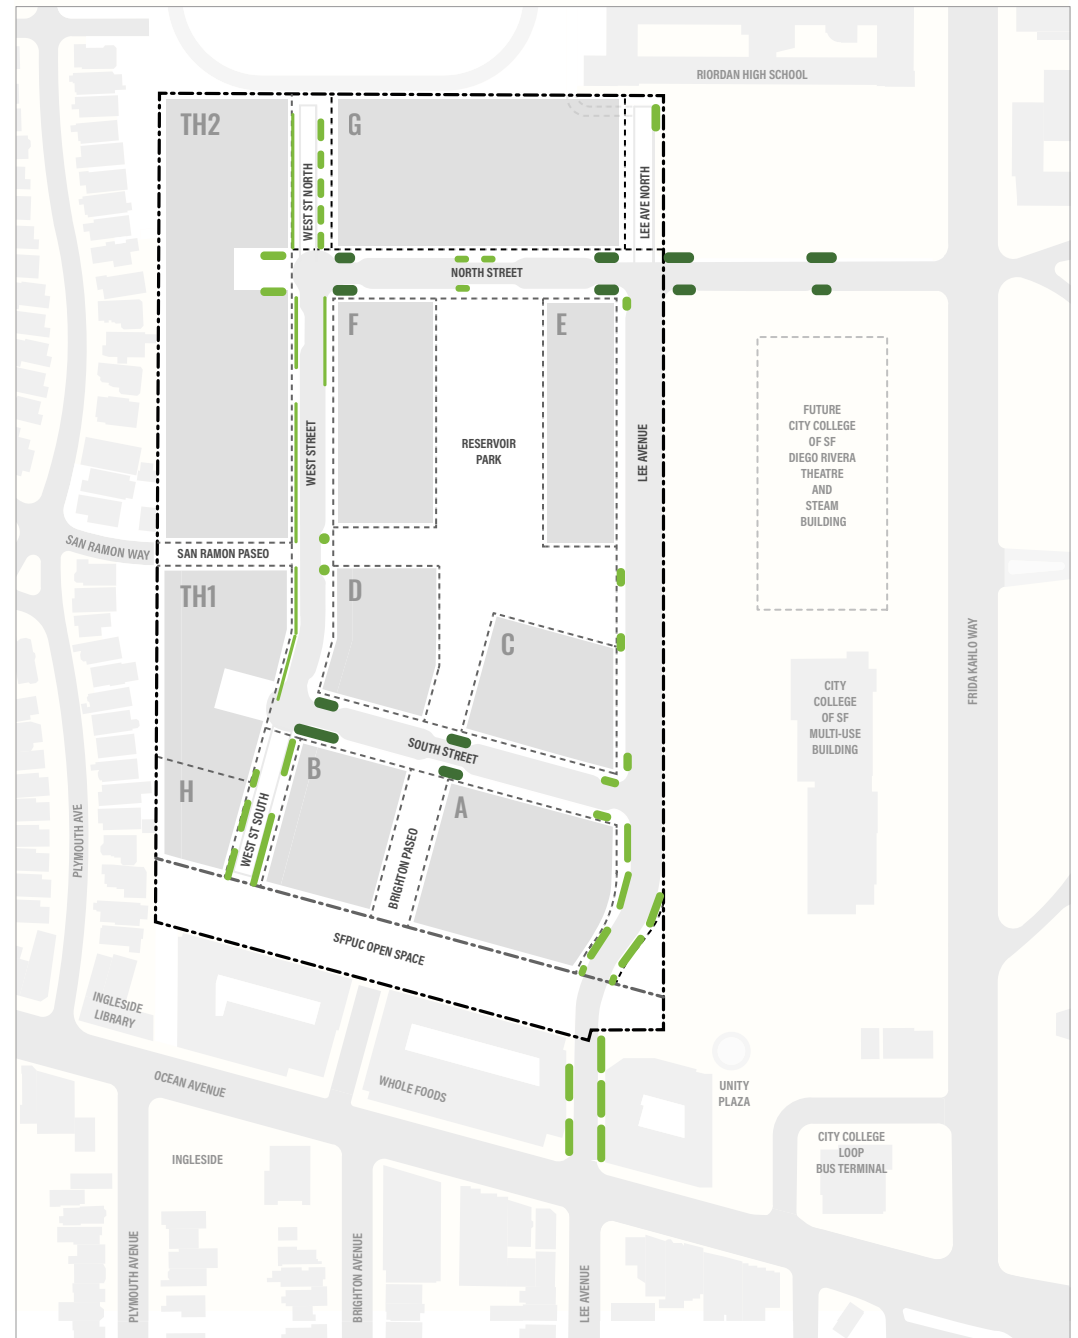 RIORDAN HIGH SCHOOL
TH2
G
WEST ST NORTH
LEE AVE NORTH
NORTH STREET
F
E
WEST STREET
RESERVOIR
PARK
LEE AVENUE
FUTURE
CITY COLLEGE
OF SF
DIEGO RIVERA
THEATRE
AND
STEAM
BUILDING
SAN RAMON WAY
SAN RAMON PASEO
TH1
D
C
FRIDA KAHLO WAY
CITY
COLLEGE
OF SF
MULTI-USE
BUILDING
SOUTH STREET
B
H
A
WEST ST SOUTH
BRIGHTON PASEO
PLYMOUTH AVE
SFPUC OPEN SPACE
INGLESIDE
LIBRARY
OCEAN AVENUE
WHOLE FOODS
UNITY
PLAZA
CITY COLLEGE
LOOP
BUS TERMINAL
INGLESIDE
PLYMOUTH AVENUE
BRIGHTON AVENUE
LEE AVENUE